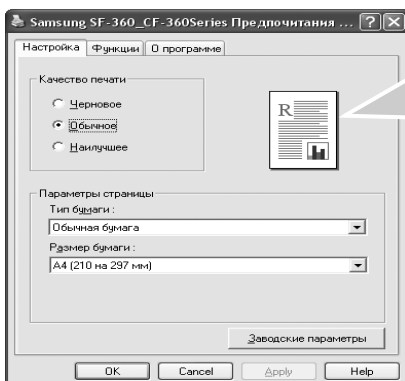 Samsung SF-360_CF-360Series Предпочитания ...
Настройка Функции О программе
Качество печати
Черновое
Обычное
Наилучшее
R
Параметры страницы
Тип бумаги :
Обычная бумага
Размер бумаги :
A4 (210 на 297 мм)
Заводские параметры
OK Cancel Apply Help